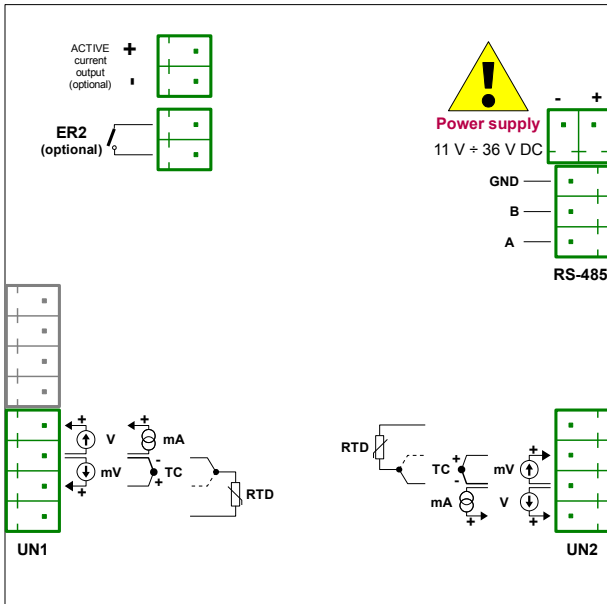 ACTIVE
current
output
(optional)
+
-
ER2
(optional)
Power supply
11 V ÷ 36 V DC
- +
GND
B
A
RS-485
+ +
V mA
mV TC
-
+
+
RTD
UN1
RTD
TC
+
-
mV
+
mA V
+ +
UN2